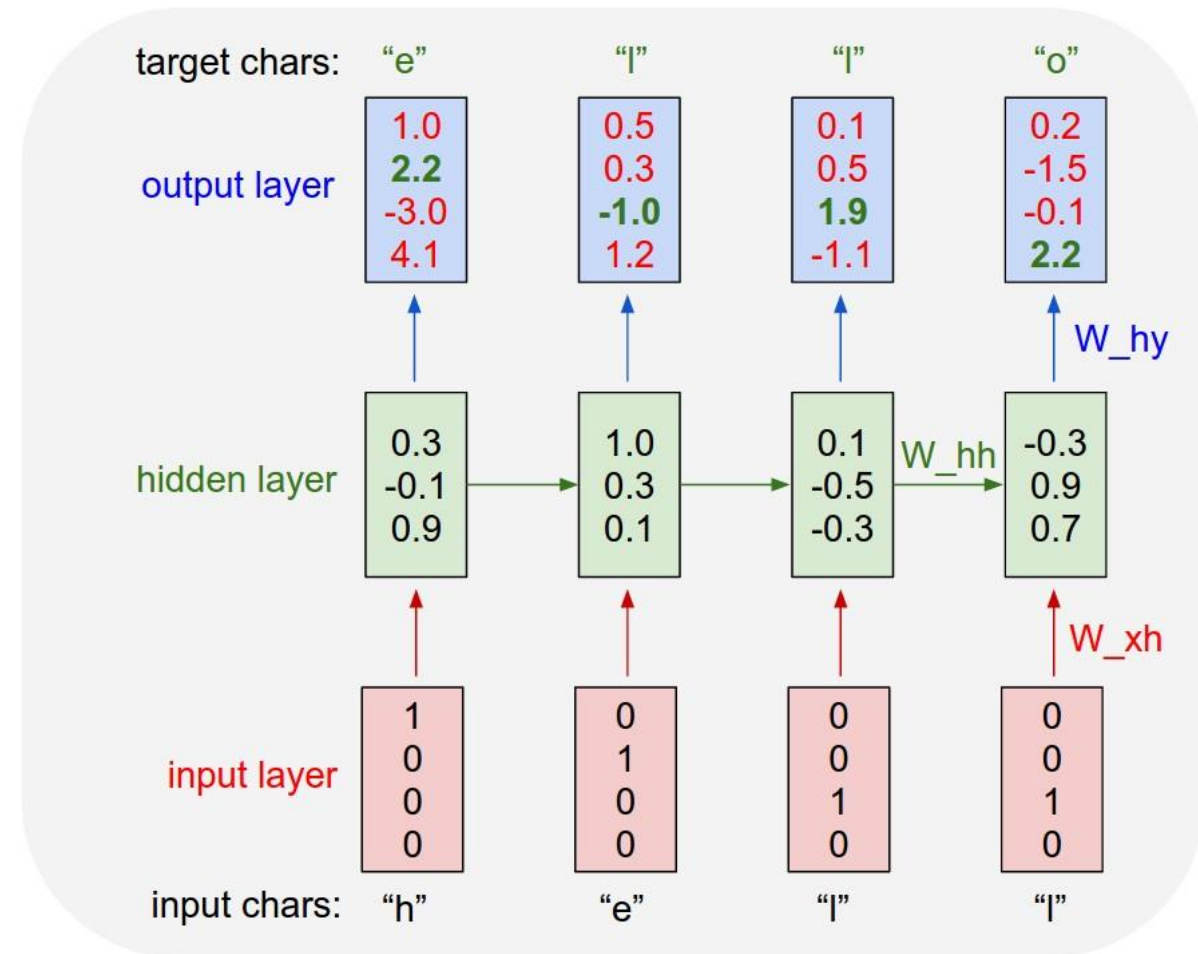 target chars: “e” “l” “l” “o”
1.0 0.5 0.1 0.2
2.2 0.3 0.5 -1.5
output layer
-3.0 -1.0 1.9 -0.1
4.1 1.2 -1.1 2.2
W_hy
0.3 1.0 0.1 -0.3
W_hh
hidden layer -0.1 0.3 -0.5 0.9
0.9 0.1 -0.3 0.7
W_xh
1 0 0 0
0 1 0 0
input layer
0 0 1 1
0 0 0 0
input chars: “h” “e” “l” “l”